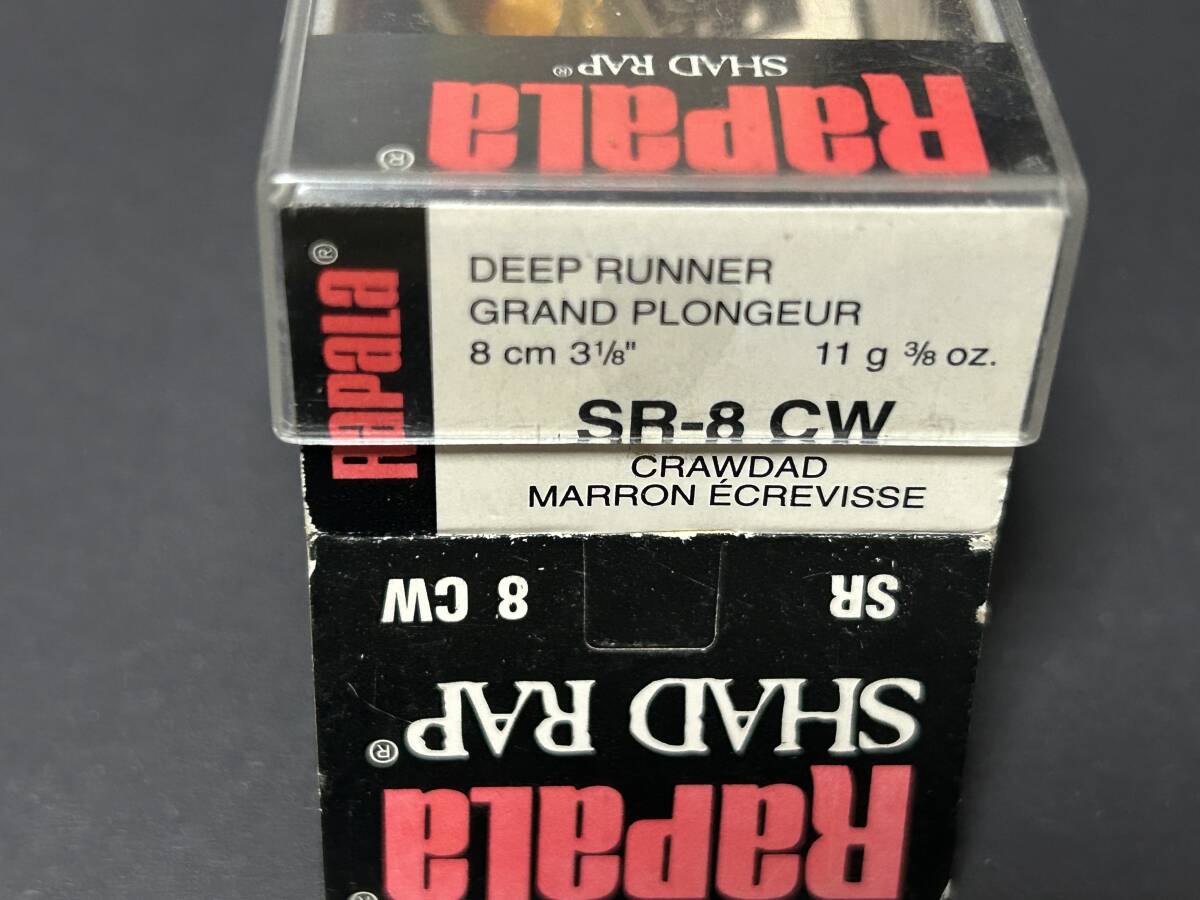 SHAD RAP®
Rapala®
Rapala®
DEEP RUNNER
GRAND PLONGEUR
8 cm 3⅛" 11 g ⅜ oz.
SR-8 CW
CRAWDAD
MARRON ÉCREVISSE
SR 8 CW
SHAD RAP®
Rapala®